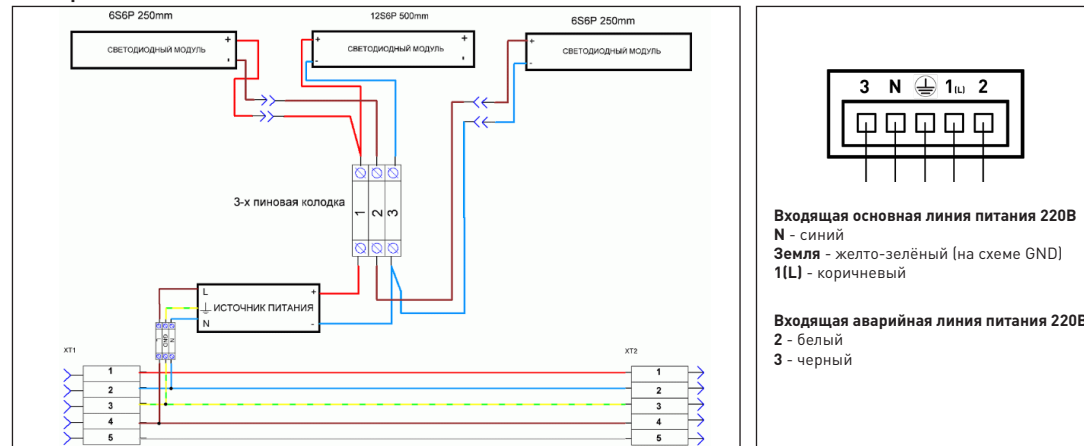 6S6P 250mm
12S6P 500mm
6S6P 250mm
СВЕТОДИОДНЫЙ МОДУЛЬ
+
-
+
-
СВЕТОДИОДНЫЙ МОДУЛЬ
+
-
СВЕТОДИОДНЫЙ МОДУЛЬ
3-х пиновая колодка
1 2 3
L
N
ИСТОЧНИК ПИТАНИЯ
+
-
L GND N
XT1
XT2
1
2
3
4
5
1
2
3
4
5
3 N 1(L) 2
Входящая основная линия питания 220В
N - синий
Земля - желто-зелёный (на схеме GND)
1(L) - коричневый
Входящая аварийная линия питания 220В
2 - белый
3 - черный